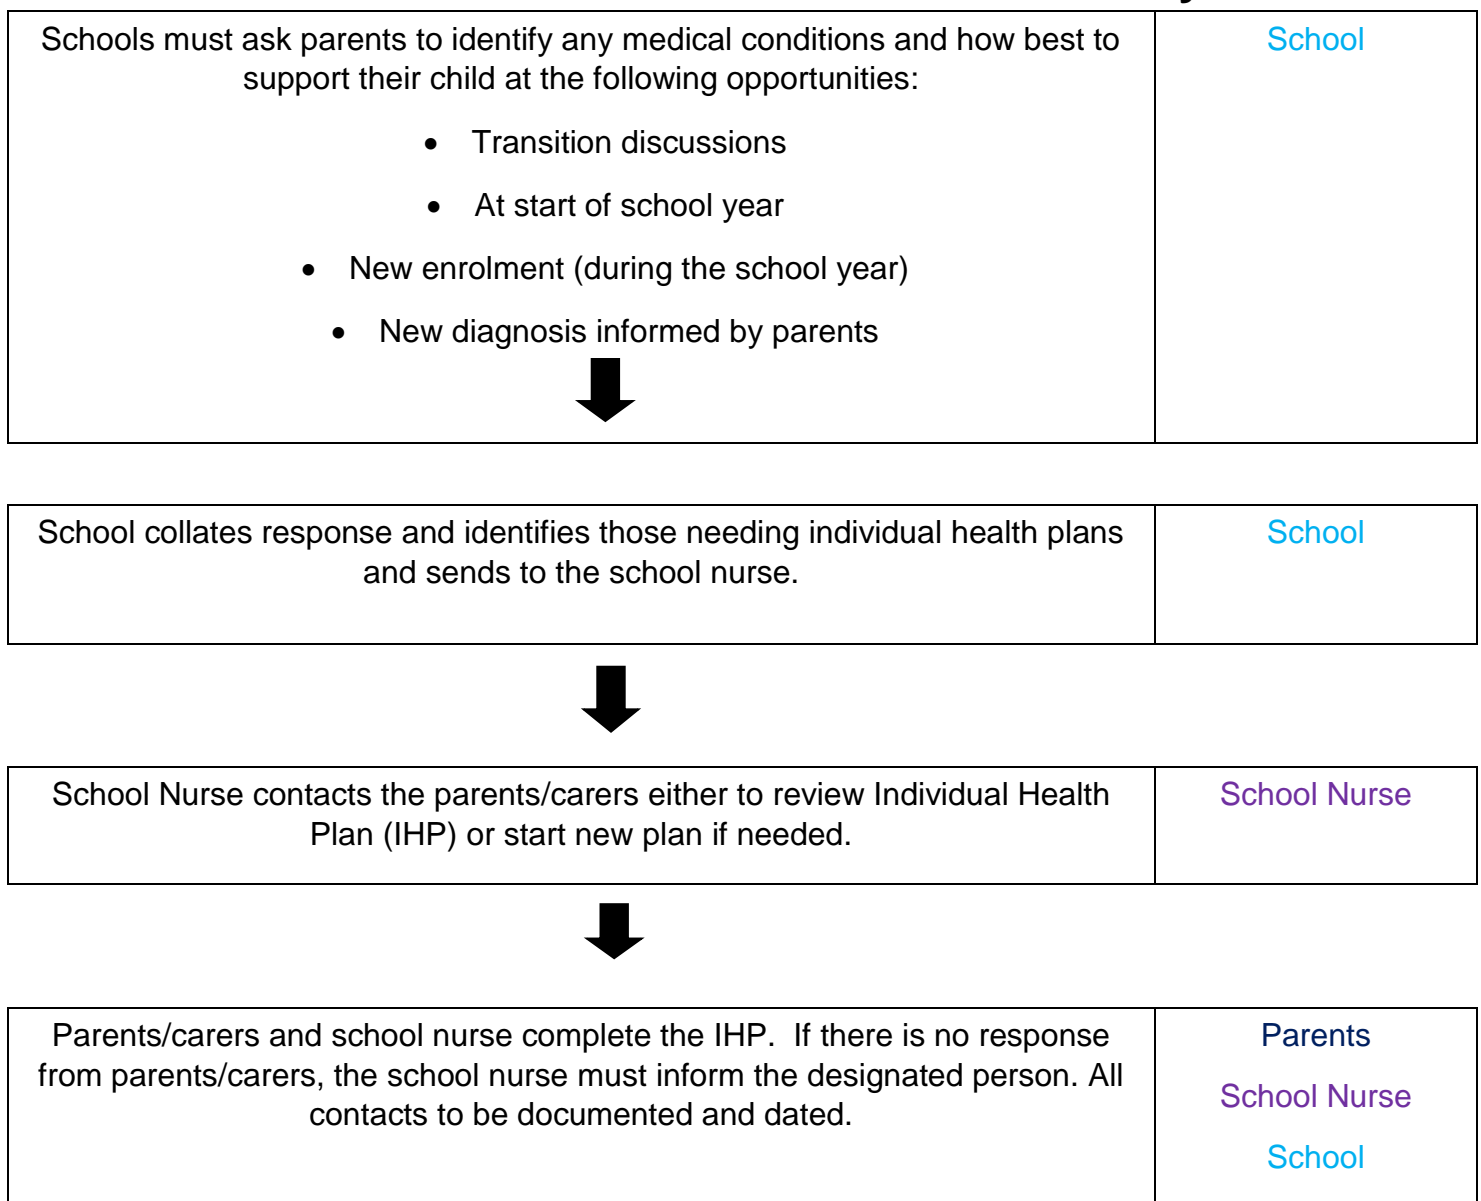 Schools must ask parents to identify any medical conditions and how best to
support their child at the following opportunities:
• Transition discussions
• At start of school year
• New enrolment (during the school year)
• New diagnosis informed by parents
School
School collates response and identifies those needing individual health plans
and sends to the school nurse.
School
School Nurse contacts the parents/carers either to review Individual Health
Plan (IHP) or start new plan if needed.
School Nurse
Parents/carers and school nurse complete the IHP.  If there is no response
from parents/carers, the school nurse must inform the designated person. All
contacts to be documented and dated.
Parents
School Nurse
School